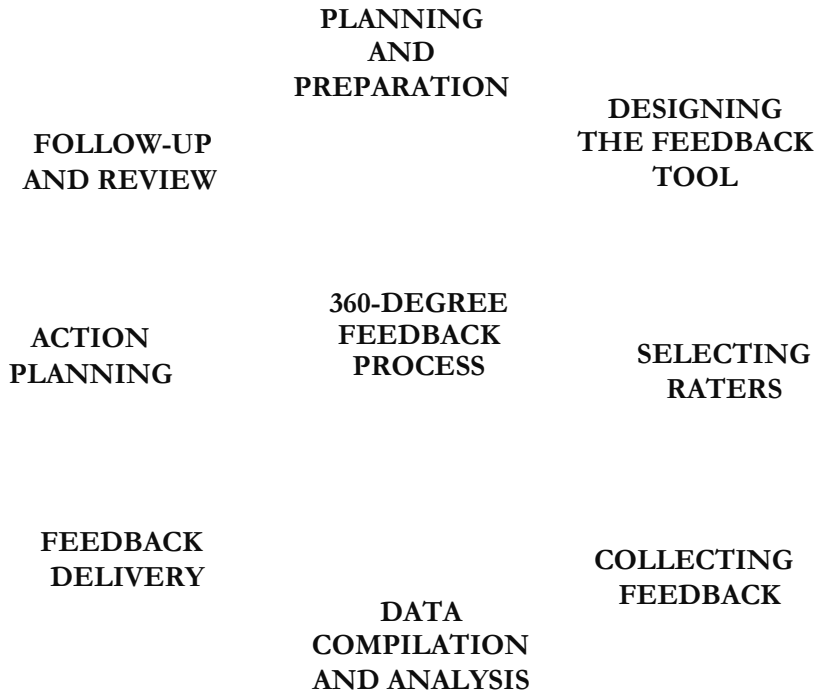 PLANNING
AND
PREPARATION
DESIGNING
THE FEEDBACK
TOOL
FOLLOW-UP
AND REVIEW
360-DEGREE
FEEDBACK
PROCESS
ACTION
PLANNING
SELECTING
RATERS
FEEDBACK
DELIVERY
COLLECTING
FEEDBACK
DATA
COMPILATION
AND ANALYSIS